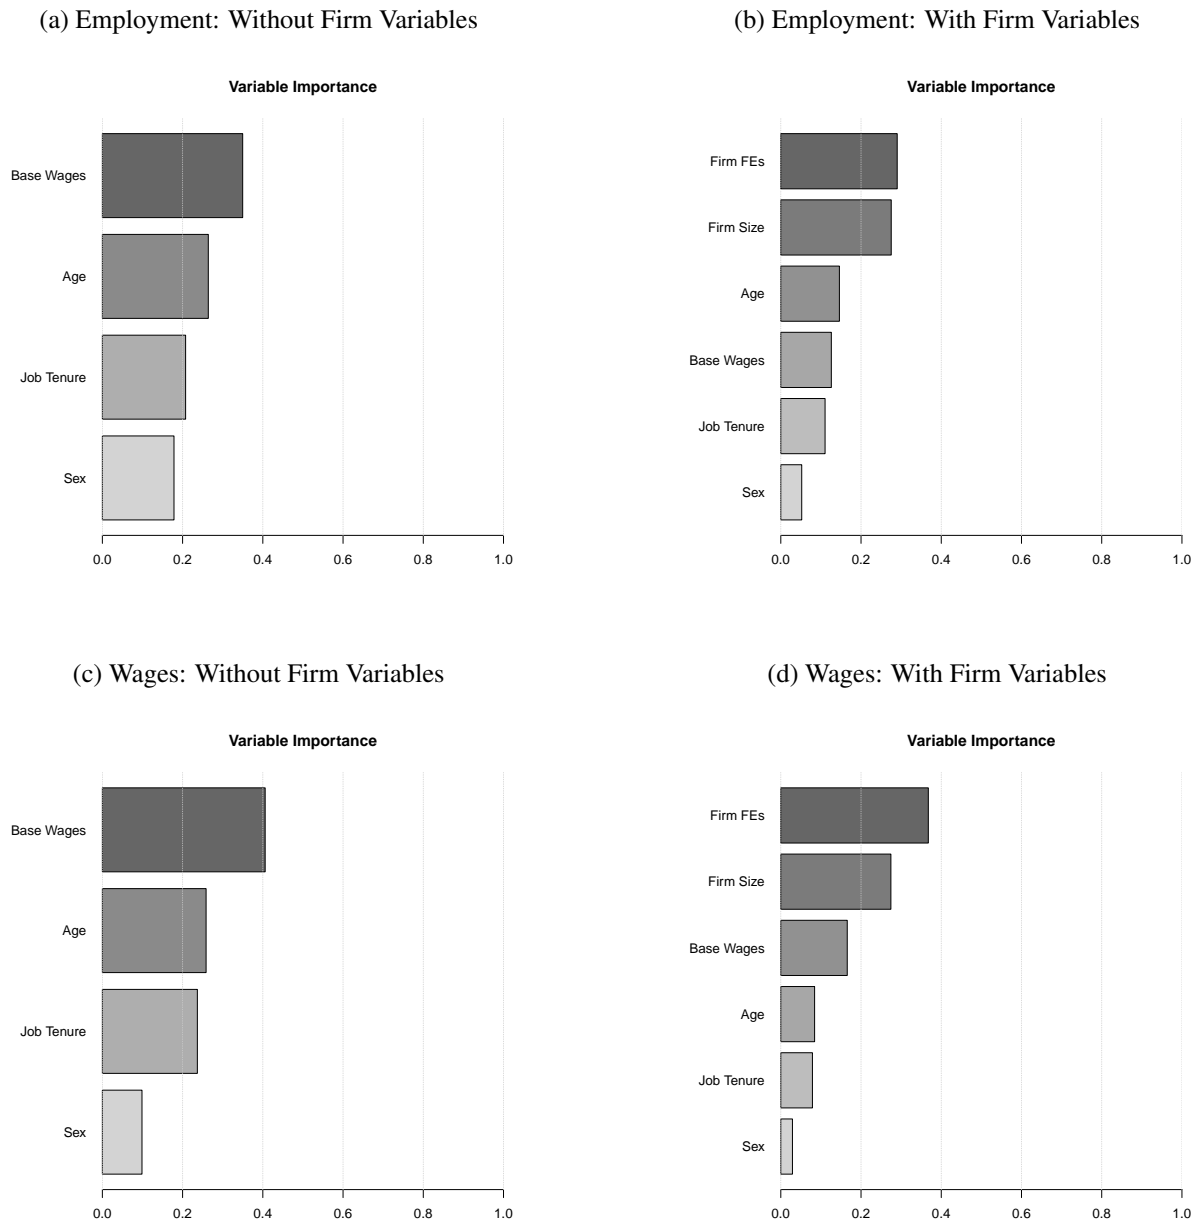 (a) Employment: Without Firm Variables
Variable Importance
Base Wages
Age
Job Tenure
Sex
0.0 0.2 0.4 0.6 0.8 1.0
(b) Employment: With Firm Variables
Variable Importance
Firm FEs
Firm Size
Age
Base Wages
Job Tenure
Sex
0.0 0.2 0.4 0.6 0.8 1.0
(c) Wages: Without Firm Variables
Variable Importance
Base Wages
Age
Job Tenure
Sex
0.0 0.2 0.4 0.6 0.8 1.0
(d) Wages: With Firm Variables
Variable Importance
Firm FEs
Firm Size
Base Wages
Age
Job Tenure
Sex
0.0 0.2 0.4 0.6 0.8 1.0